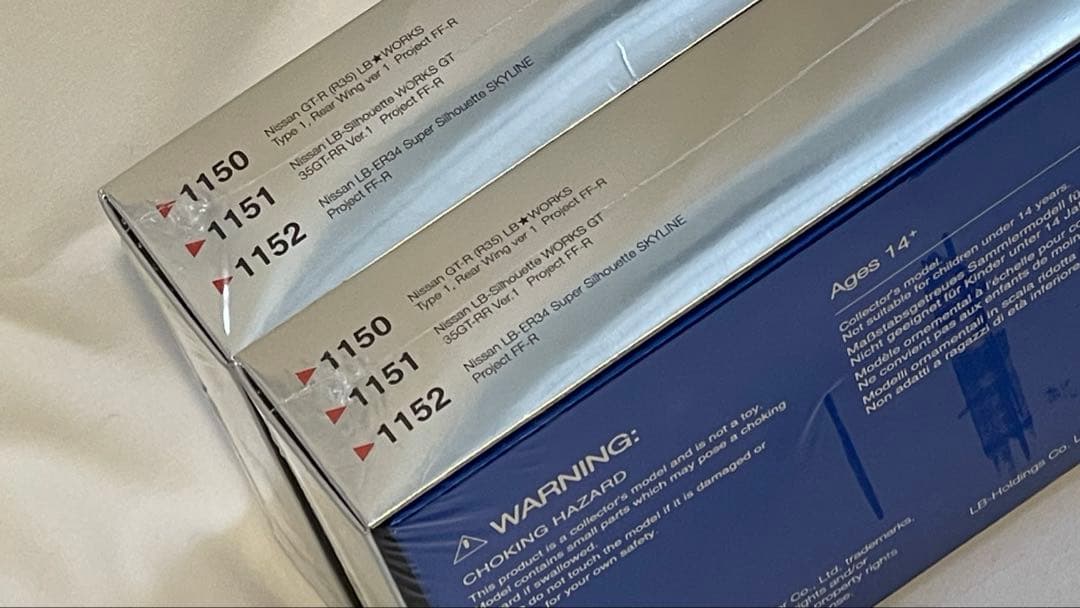 1150
Nissan GT-R (R35) LB★WORKS
Type 1, Rear Wing ver 1 Project FF-R
1151
Nissan LB-Silhouette WORKS GT
35GT-RR Ver.1 Project FF-R
1152
Nissan LB-ER34 Super Silhouette SKYLINE
Project FF-R
1150
Nissan GT-R (R35) LB★WORKS
Type 1, Rear Wing ver 1 Project FF-R
1151
Nissan LB-Silhouette WORKS GT
35GT-RR Ver.1 Project FF-R
1152
Nissan LB-ER34 Super Silhouette SKYLINE
Project FF-R
WARNING:
CHOKING HAZARD
This product is a collector's model and is not a toy.
Model contains small parts which may pose a choking
if swallowed.
do not touch the model if it is damaged or
for your own safety.
Ages 14+
Collector's model.
Not suitable for children under 14 years.
Maßstabsgetreues Sammlermodell
Nicht geeignet für Kinder unter 14
Modèle ornemental à l'échelle pour
Ne convient pas aux enfants de
Modelli ornamentali in scala ridotta
Non adatti a ragazzi di età inferiore
LB-Holdings Co.
Co., Ltd. trademarks,
and/or
property rights